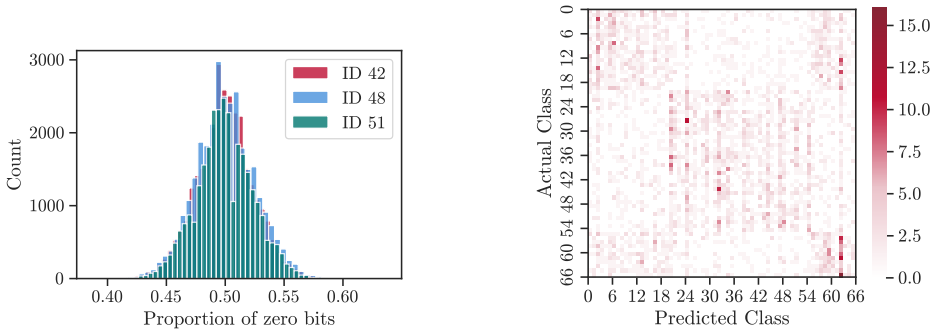 3000
2000
1000
0
Count
0.40 0.45 0.50 0.55 0.60
Proportion of zero bits
ID 42
ID 48
ID 51
0
6
12
18
24
30
36
42
48
54
60
66
Actual Class
0 6 12 18 24 30 36 42 48 54 60 66
Predicted Class
15.0
12.5
10.0
7.5
5.0
2.5
0.0